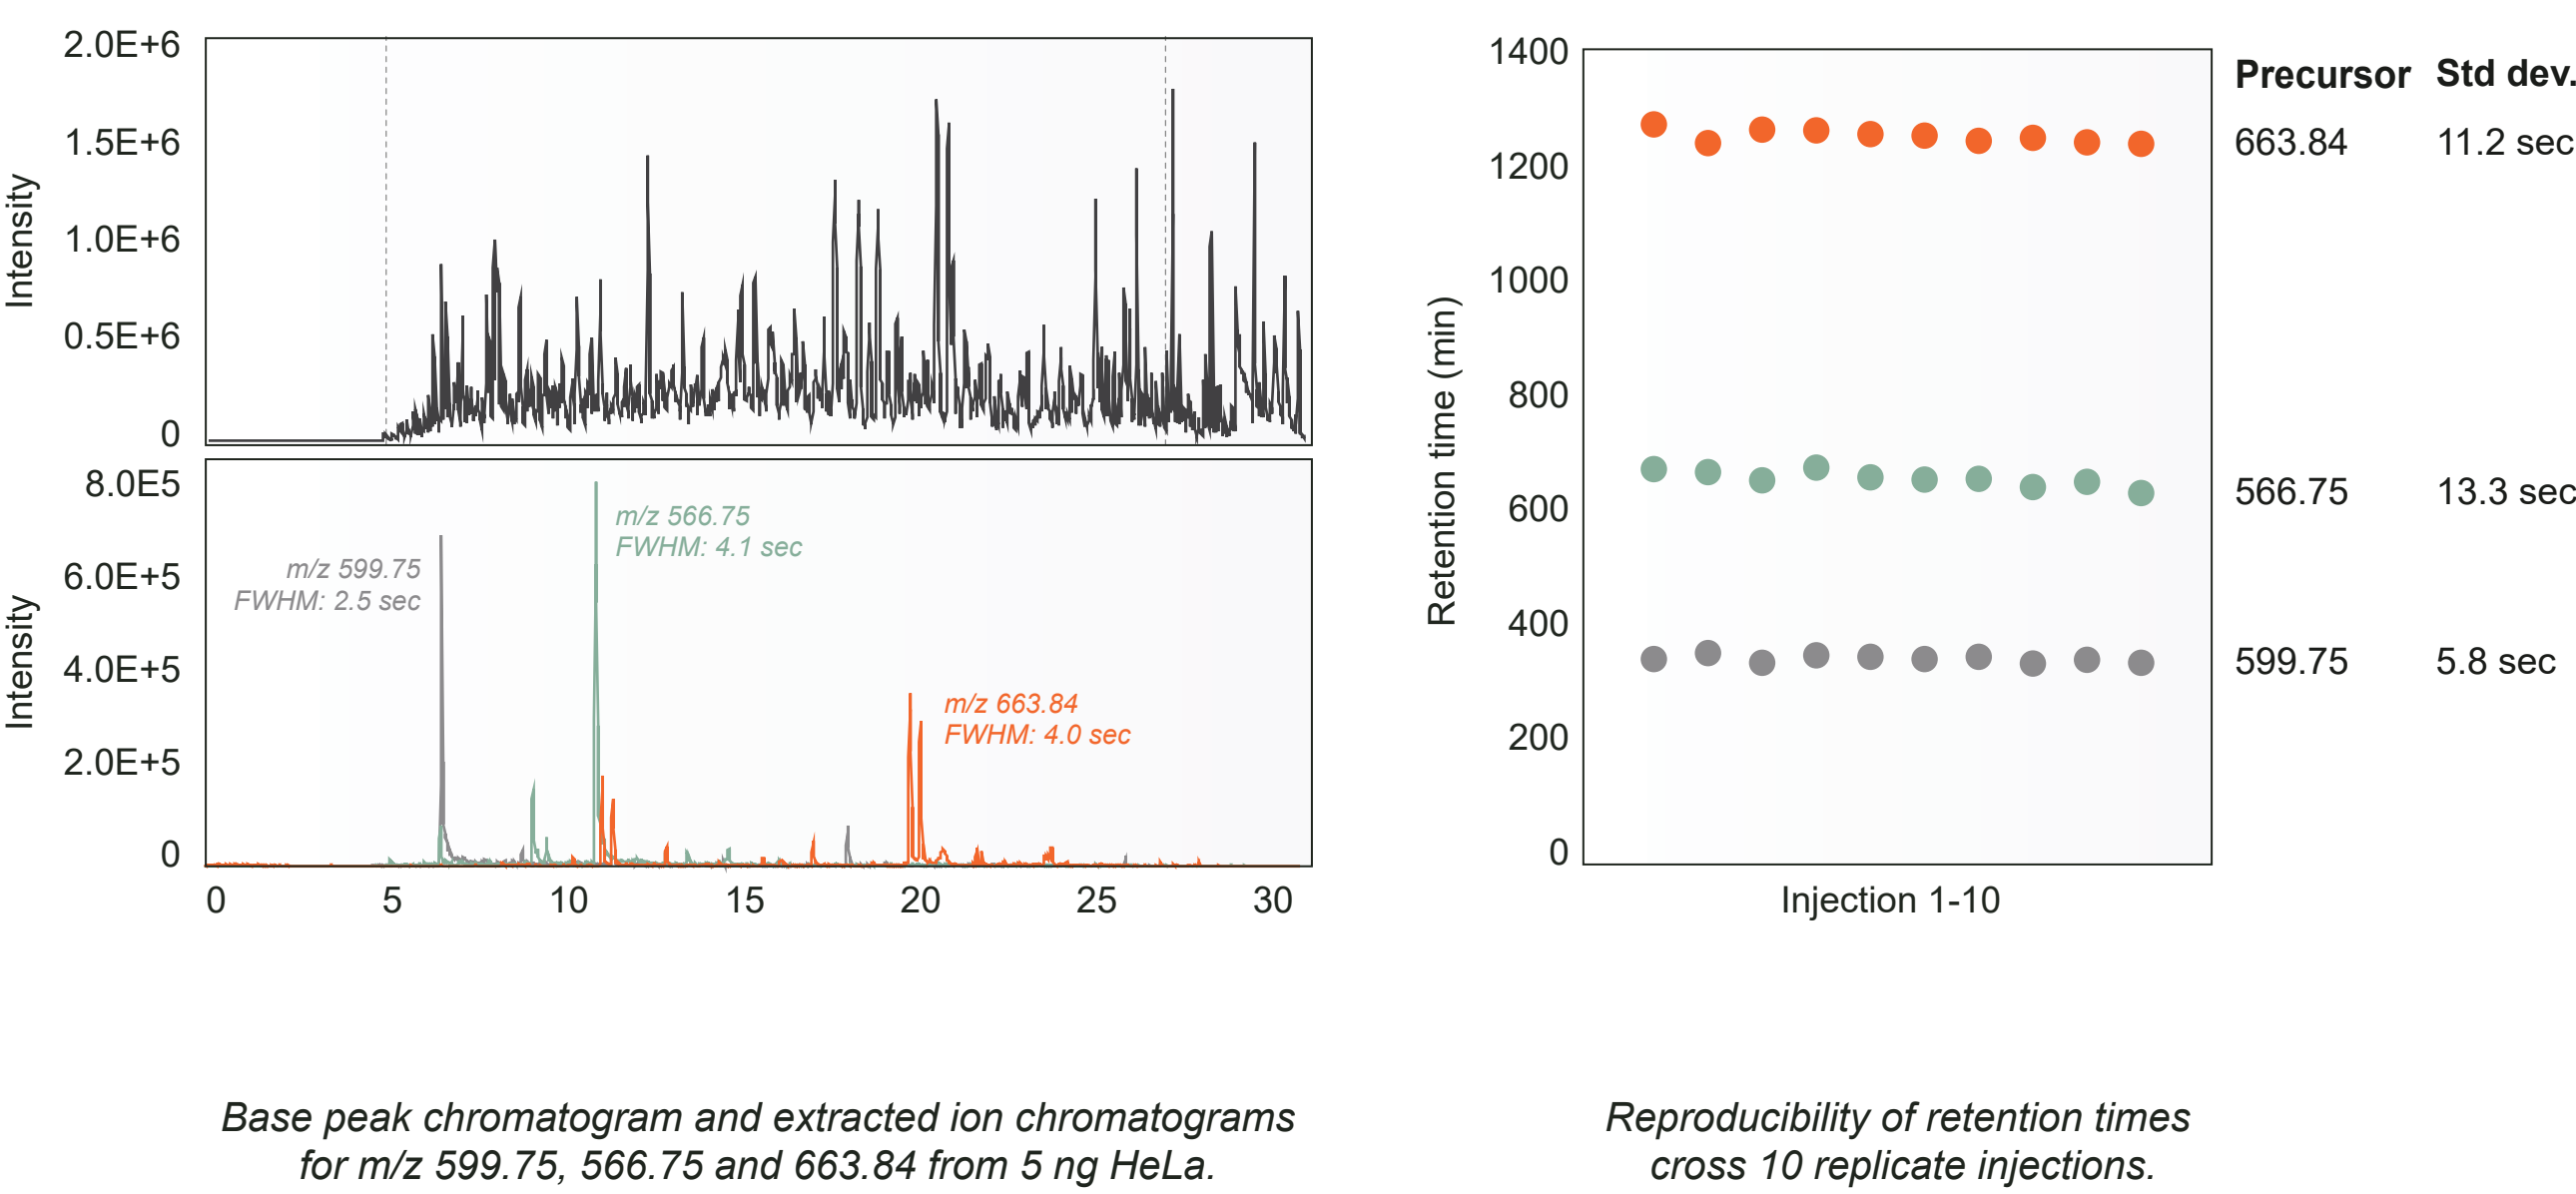 2.0E+6
1.5E+6
1.0E+6
0.5E+6
0
Intensity
8.0E5
6.0E+5
4.0E+5
2.0E+5
0
Intensity
m/z 599.75
FWHM: 2.5 sec
m/z 566.75
FWHM: 4.1 sec
m/z 663.84
FWHM: 4.0 sec
0 5 10 15 20 25 30
Base peak chromatogram and extracted ion chromatograms
for m/z 599.75, 566.75 and 663.84 from 5 ng HeLa.
1400
1200
1000
800
600
400
200
0
Retention time (min)
Injection 1-10
Precursor Std dev.
663.84 11.2 sec
566.75 13.3 sec
599.75 5.8 sec
Reproducibility of retention times
cross 10 replicate injections.